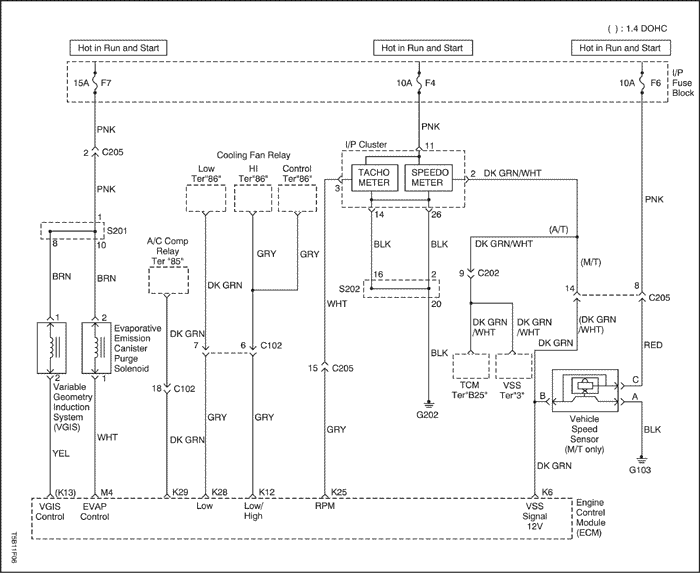 ( ) : 1.4 DOHC
Hot in Run and Start
Hot in Run and Start
Hot in Run and Start
15A F7
10A F4
10A F6
I/P
Fuse
Block
PNK
2 C205
PNK
1
S201
8 10
BRN BRN
1 2
Evaporative
Emission
Canister
Purge
Solenoid
2 1
Variable
Geometry
Induction
System
(VGIS)
YEL
WHT
Cooling Fan Relay
Low
Ter"86"
HI
Ter"86"
Control
Ter"86"
A/C Comp
Relay
Ter "85"
GRY GRY
DK GRN
DK GRN
7 6 C102
18 C102
DK GRN
GRY GRY
PNK
I/P Cluster 11
TACHO
METER
SPEEDO
METER
3
2 DK GRN/WHT
14 26
BLK BLK
16 2
S202
20
WHT
15 C205
GRY
BLK
G202
(A/T)
DK GRN/WHT
(M/T)
9 C202
DK GRN
/WHT
DK GRN
/WHT
TCM
Ter"B25"
VSS
Ter"3"
PNK
14 8
C205
(DK GRN
/WHT)
DK GRN
RED
C
B A
Vehicle
Speed
Sensor
(M/T only)
BLK
G103
DK GRN
(K13) M4 K29 K28 K12 K25 K6
VGIS
Control
EVAP
Control
Low
Low/
High
RPM
VSS
Signal
12V
Engine
Control
Module
(ECM)
T5B11F06